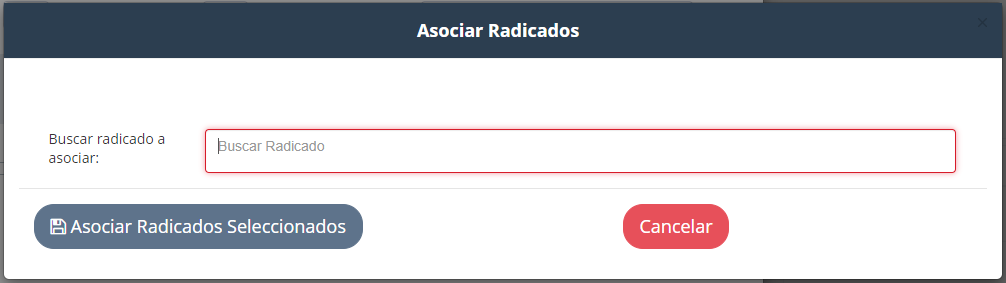 Asociar Radicados
×
Buscar radicado a
asociar:
Buscar Radicado
Asociar Radicados Seleccionados
Cancelar